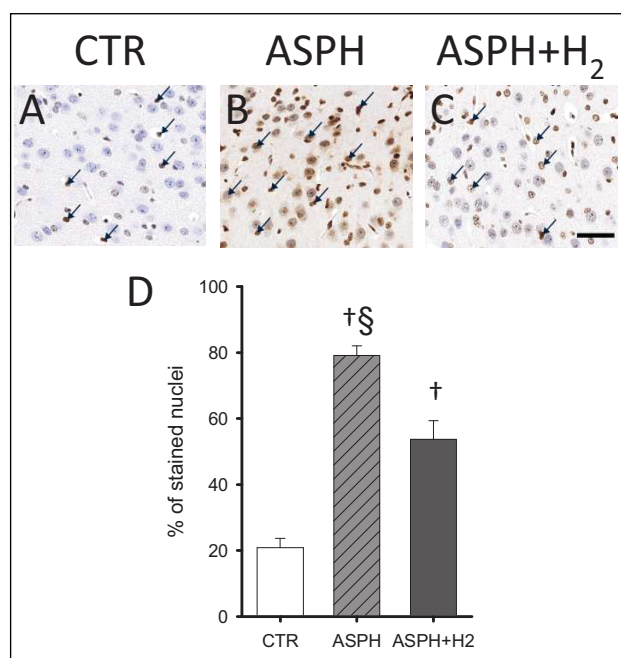 CTR ASPH ASPH+H₂
A B C
D
100
80
60
40
20
0
% of stained nuclei
†§
†
CTR ASPH ASPH+H2